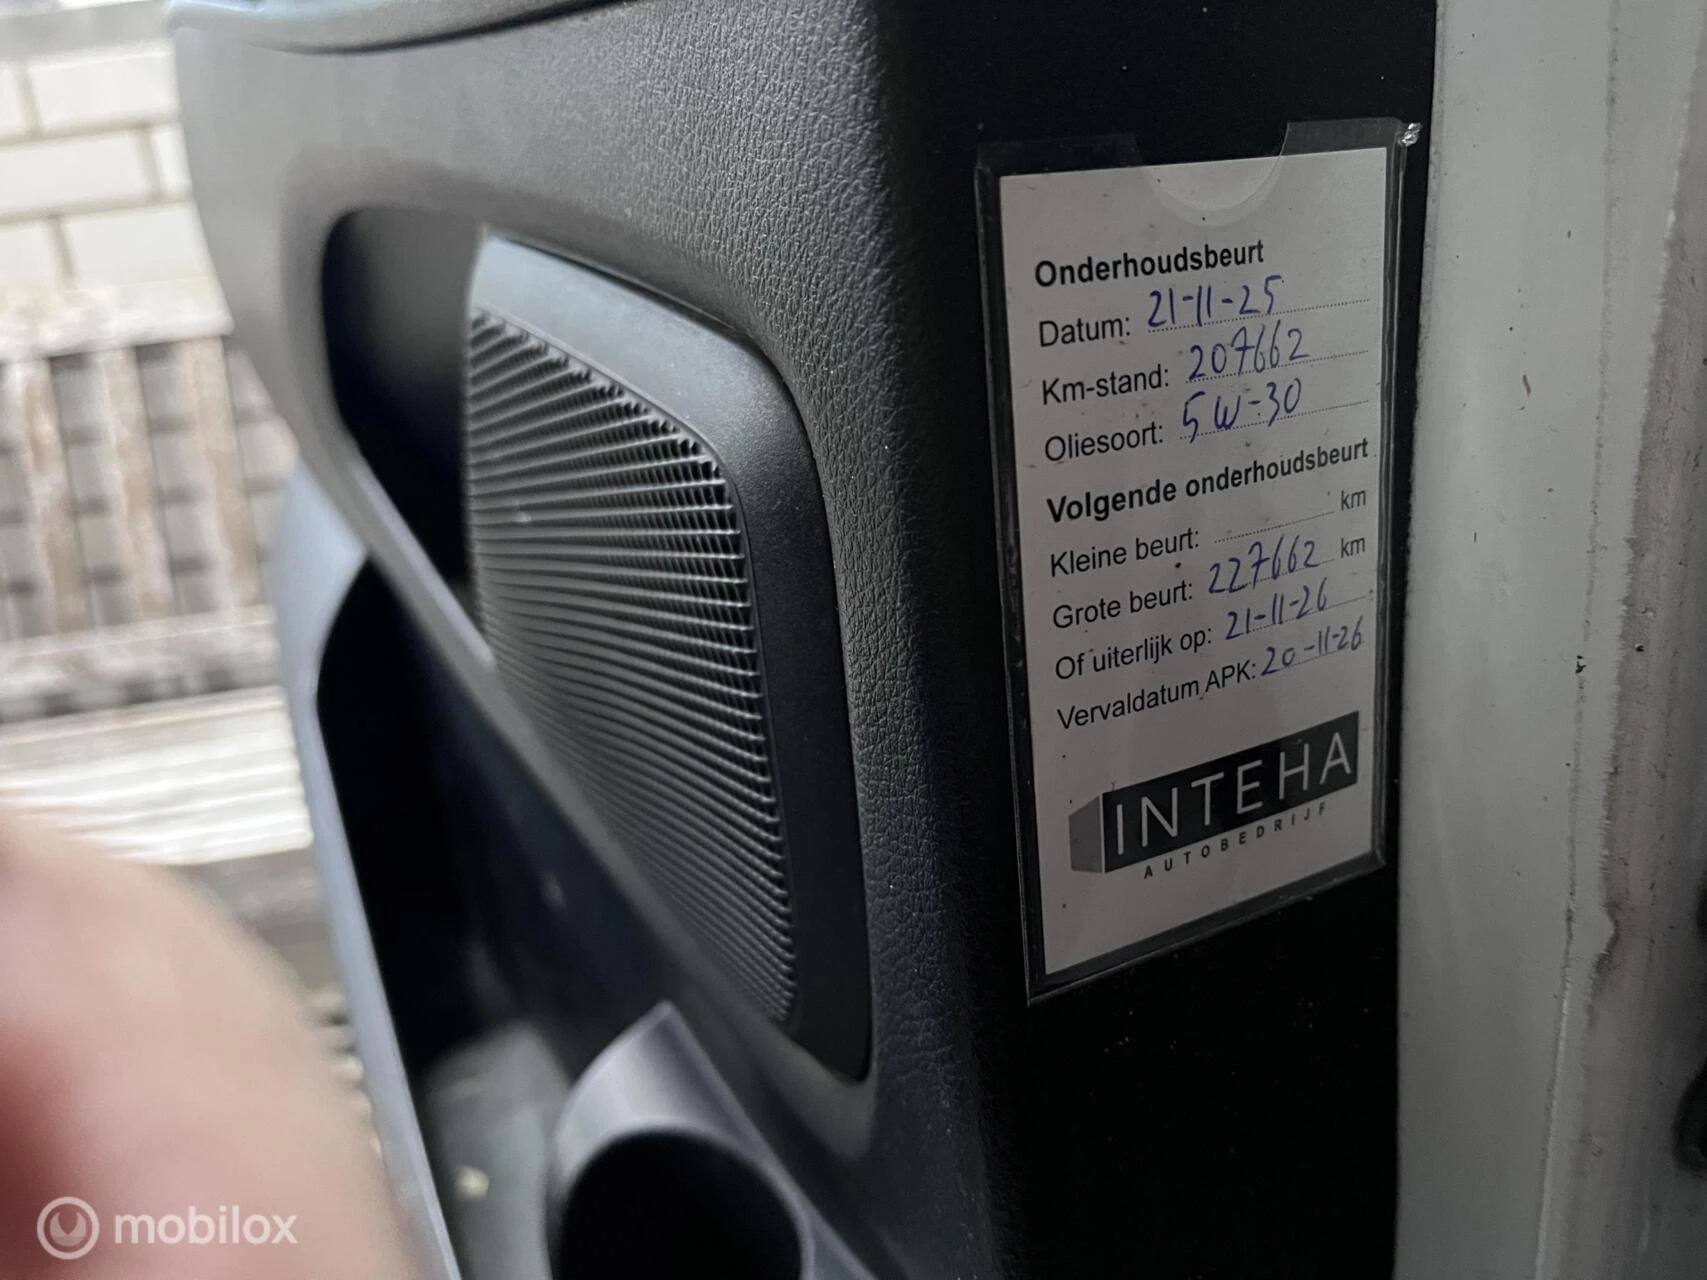 Onderhoudsbeurt
Datum: 21-11-25
Km-stand: 207662
Oliesoort: 5W-30
Volgende onderhoudsbeurt
Kleine beurt: km
Grote beurt: 227662 km
Of uiterlijk op: 21-11-26
Vervaldatum APK: 20-11-26
INTEHA
AUTOBEDRIJF
mobilox